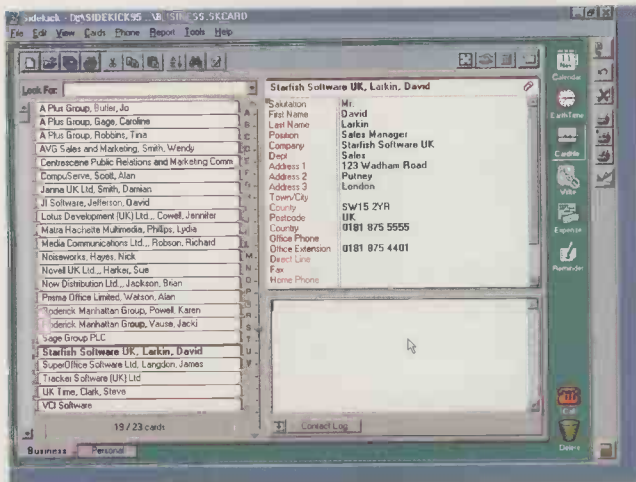 File Edit View Cards Phone Report Tools Help
Look For:
A Plus Group, Butler, Jo
A Plus Group, Gage, Caroline
A Plus Group, Robbins, Tina
AVG Sales and Marketing, Smith, Wendy
Centrescene Public Relations and Marketing Comm
CompuServe, Scott, Alan
Janna UK Ltd, Smith, Damian
JI Software, Jefferson, David
Lotus Development (UK) Ltd., Cowell, Jennifer
Matra Hachette Multimedia, Phillips, Lydia
Media Communications Ltd., Robson, Richard
Noiseworks, Hayes, Nick
Novell UK Ltd., Harker, Sue
Now Distribution Ltd., Jackson, Brian
Prisma Office Limited, Watson, Alan
Roderick Manhattan Group, Powell, Karen
Roderick Manhattan Group, Vause, Jacki
Sage Group PLC
Starfish Software UK, Larkin, David
SuperOffice Software Ltd, Langdon, James
Tracker Software (UK) Ltd
UK Time, Clark, Steve
VCI Software
19 / 23 cards
Business Personal
Starfish Software UK, Larkin, David
Salutation Mr.
First Name David
Last Name Larkin
Position Sales Manager
Company Starfish Software UK
Dept Sales
Address 1 123 Wadham Road
Address 2 Putney
Address 3 London
Town/City
County SW15 2YR
Postcode UK
Country 0181 875 5555
Office Phone
Office Extension 0181 875 4401
Direct Line
Fax
Home Phone
Contact Log
Calendar
EarthTime
Cardfile
Write
Expense
Reminder
Call